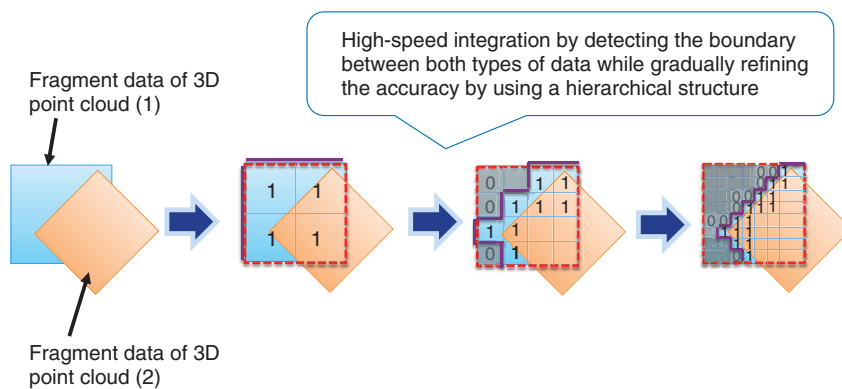 High-speed integration by detecting the boundary
between both types of data while gradually refining
the accuracy by using a hierarchical structure
Fragment data of 3D
point cloud (1)
1 1
1 1
0 1 1
0 1 1 1
1 1
0 1
Fragment data of 3D
point cloud (2)